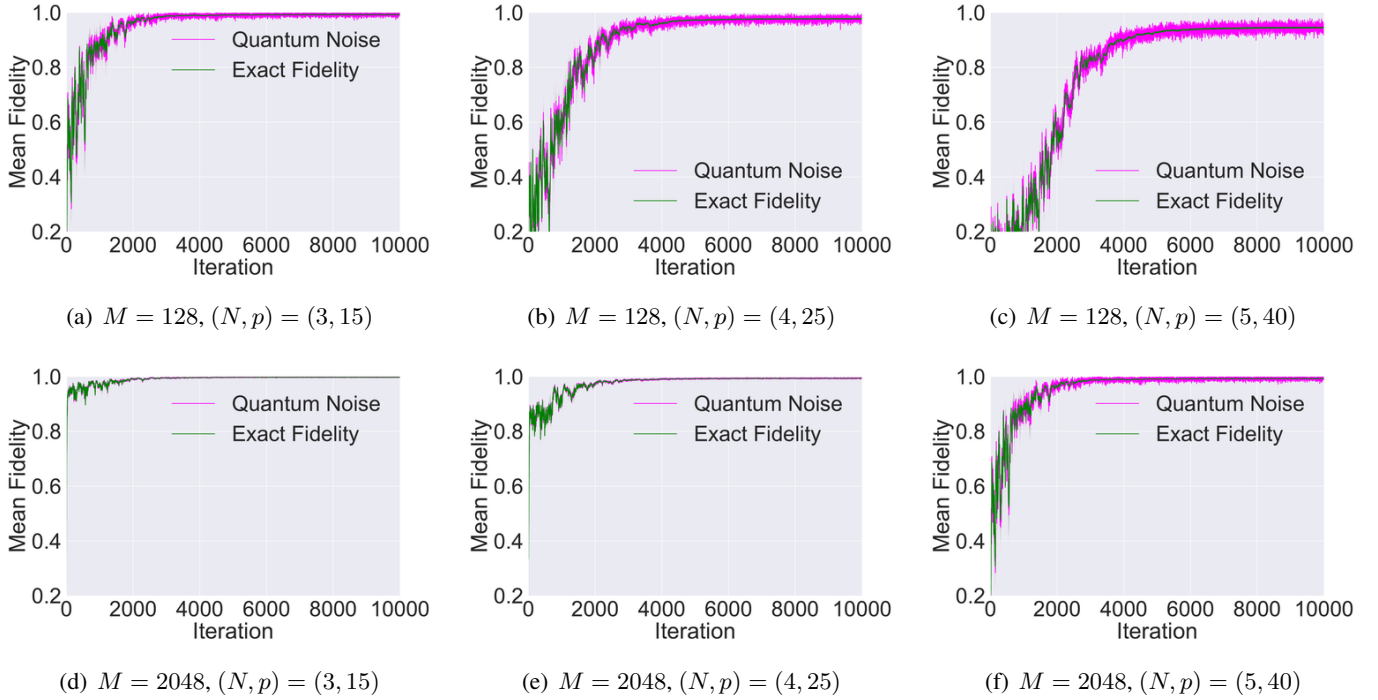 Mean Fidelity
1.0
0.8
0.6
0.4
0.2
Quantum Noise
Exact Fidelity
0 2000 4000 6000 8000 10000
Iteration
(a) M = 128, (N, p) = (3, 15)
Mean Fidelity
1.0
0.8
0.6
0.4
0.2
Quantum Noise
Exact Fidelity
0 2000 4000 6000 8000 10000
Iteration
(b) M = 128, (N, p) = (4, 25)
Mean Fidelity
1.0
0.8
0.6
0.4
0.2
Quantum Noise
Exact Fidelity
0 2000 4000 6000 8000 10000
Iteration
(c) M = 128, (N, p) = (5, 40)
Mean Fidelity
1.0
0.8
0.6
0.4
0.2
Quantum Noise
Exact Fidelity
0 2000 4000 6000 8000 10000
Iteration
(d) M = 2048, (N, p) = (3, 15)
Mean Fidelity
1.0
0.8
0.6
0.4
0.2
Quantum Noise
Exact Fidelity
0 2000 4000 6000 8000 10000
Iteration
(e) M = 2048, (N, p) = (4, 25)
Mean Fidelity
1.0
0.8
0.6
0.4
0.2
Quantum Noise
Exact Fidelity
0 2000 4000 6000 8000 10000
Iteration
(f) M = 2048, (N, p) = (5, 40)